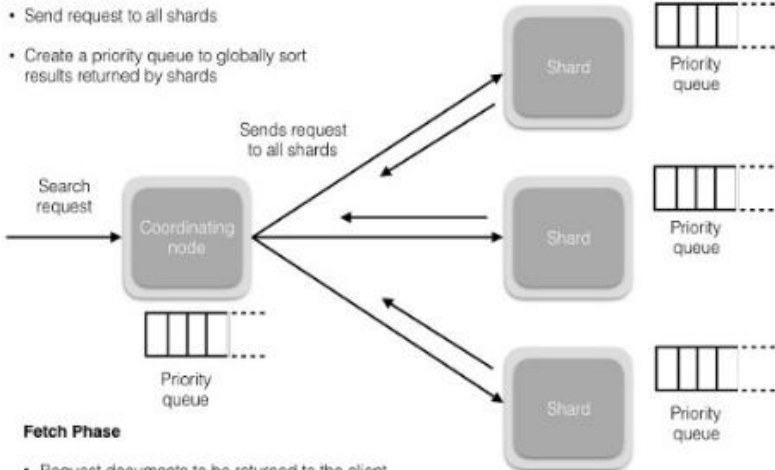 • Send request to all shards
• Create a priority queue to globally sort
results returned by shards
Shard
Priority
queue
Sends request
to all shards
Search
request
Coordinating
node
Shard
Priority
queue
Priority
queue
Shard
Priority
queue
Fetch Phase
• Request documents to be returned to the client